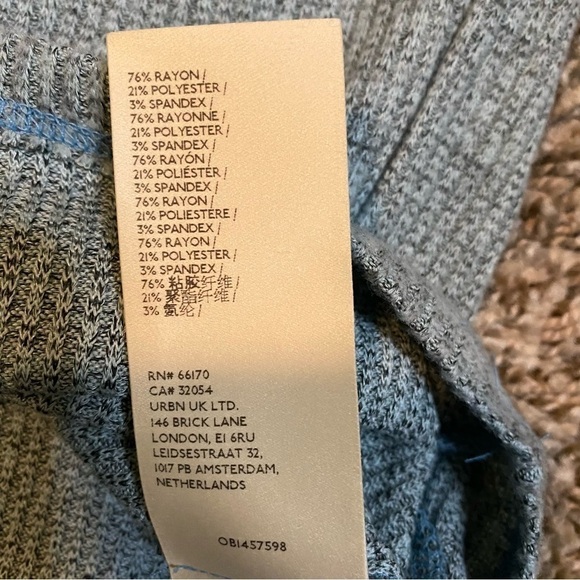 76% RAYON/
21% POLYESTER/
3% SPANDEX/
76% RAYONNE/
21% POLYESTER/
3% SPANDEX/
76% RAYÓN/
21% POLIÉSTER/
3% SPANDEX/
76% RAYON/
21% POLIESTERE/
3% SPANDEX/
76% RAYON/
21% POLYESTER/
3% SPANDEX/
76% 粘胶纤维/
21% 聚酯纤维/
3% 氨纶/
RN# 66170
CA# 32054
URBN UK LTD.
146 BRICK LANE
LONDON, E1 6RU
LEIDSESTRAAT 32,
1017 PB AMSTERDAM,
NETHERLANDS
OB1457598